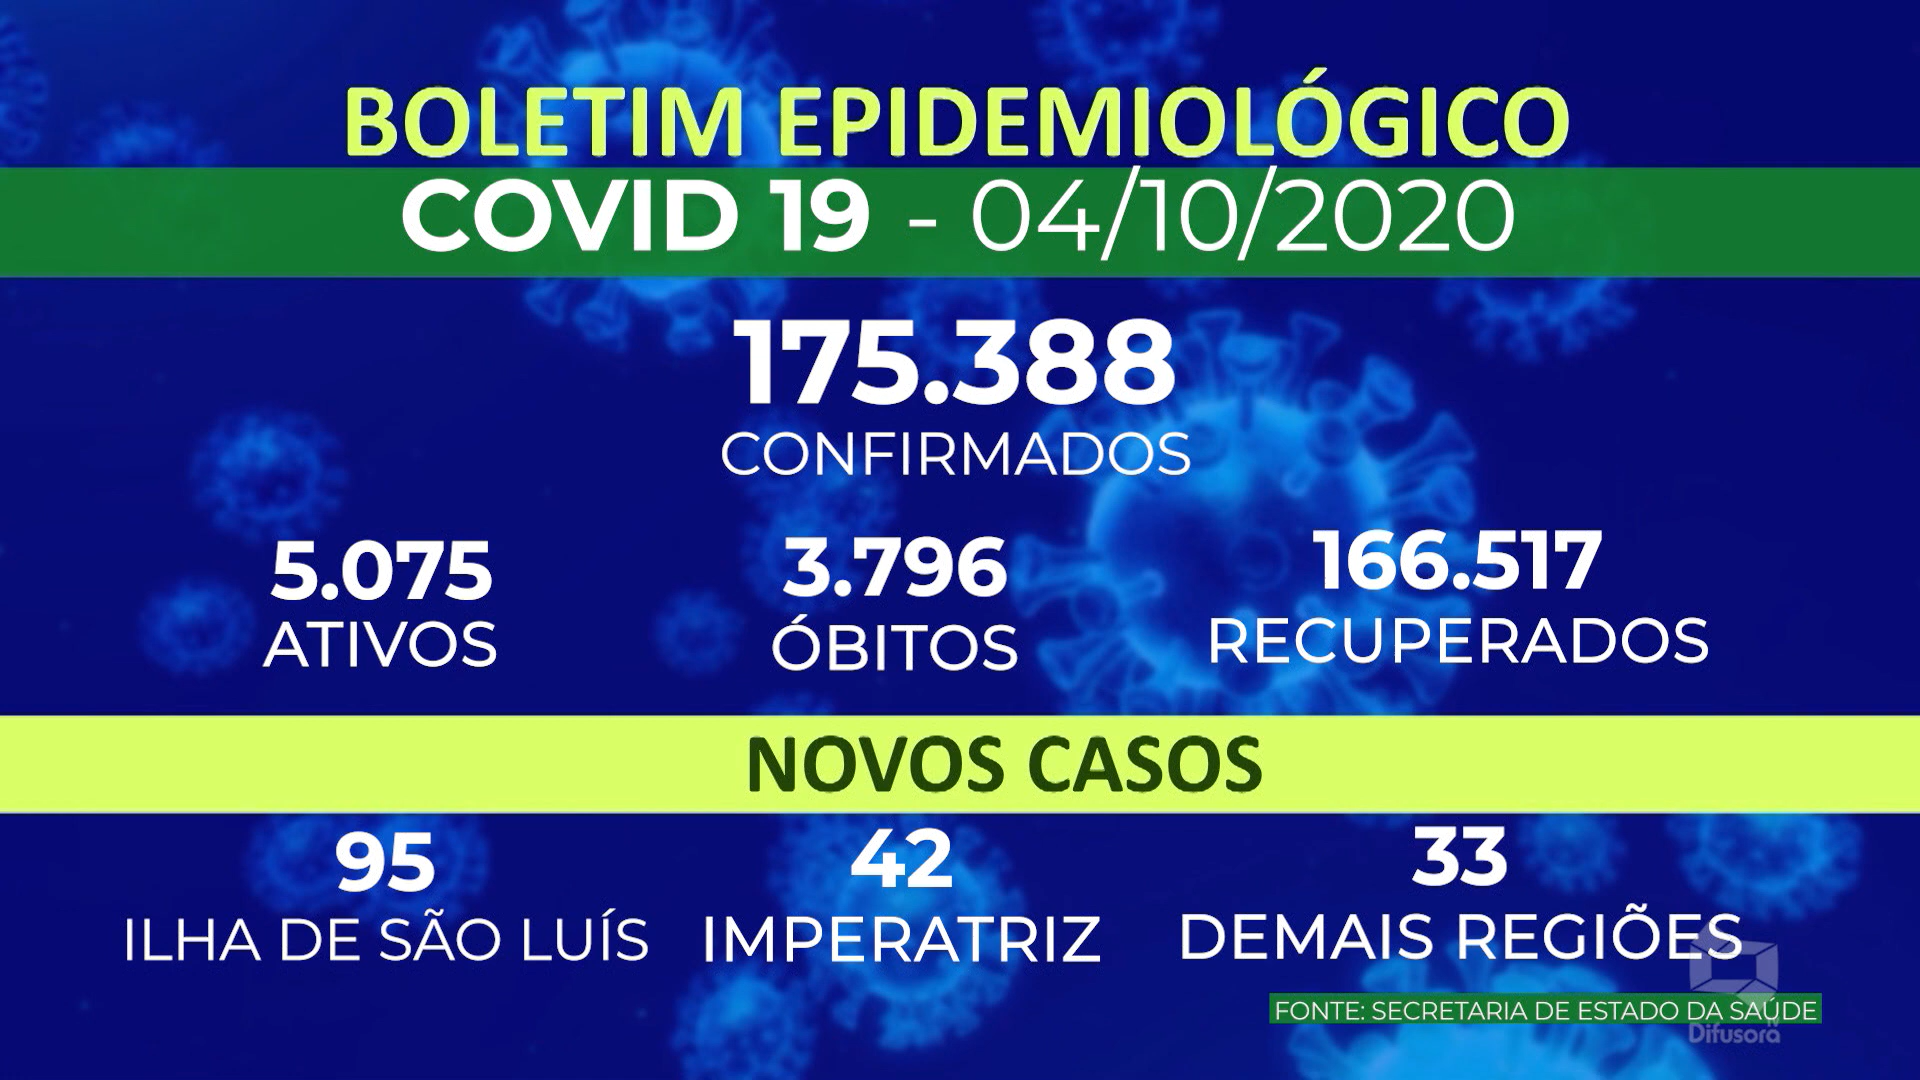 BOLETIM EPIDEMIOLÓGICO
COVID 19 - 04/10/2020
175.388
CONFIRMADOS
5.075
ATIVOS
3.796
ÓBITOS
166.517
RECUPERADOS
NOVOS CASOS
95
ILHA DE SÃO LUÍS
42
IMPERATRIZ
33
DEMAIS REGIÕES
FONTE: SECRETARIA DE ESTADO DA SAÚDE
TV
Difusora